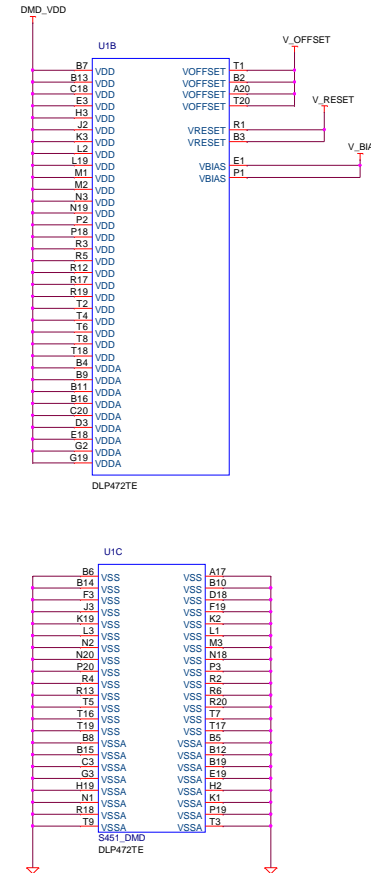 DMD_VDD
U1B
V_OFFSET
V_RESET
V_BIA
B7 VDD VOFFSET T1
B13 VDD VOFFSET B2
C18 VDD VOFFSET A20
E3 VDD VOFFSET T20
H3 VDD
J2 VDD VRESET R1
K3 VDD VRESET B3
L2 VDD
L19 VDD VBIAS E1
M1 VDD VBIAS P1
M2 VDD
N3 VDD
N19 VDD
P2 VDD
P18 VDD
R3 VDD
R5 VDD
R12 VDD
R17 VDD
R19 VDD
T2 VDD
T4 VDD
T6 VDD
T8 VDD
T18 VDD
B4 VDDA
B9 VDDA
B11 VDDA
B16 VDDA
C20 VDDA
D3 VDDA
E18 VDDA
G2 VDDA
G19 VDDA
DLP472TE
U1C
B6 VSS VSS A17
B14 VSS VSS B10
F3 VSS VSS D18
J3 VSS VSS F19
K19 VSS VSS K2
L3 VSS VSS L1
N2 VSS VSS M3
N20 VSS VSS N18
P20 VSS VSS P3
R4 VSS VSS R2
R13 VSS VSS R6
T5 VSS VSS R20
T16 VSS VSS T7
T19 VSS VSS T17
B8 VSSA VSSA B5
B15 VSSA VSSA B12
C3 VSSA VSSA B19
G3 VSSA VSSA E19
H19 VSSA VSSA H2
N1 VSSA VSSA K1
R18 VSSA VSSA P19
T9 VSSA VSSA T3
S451_DMD
DLP472TE